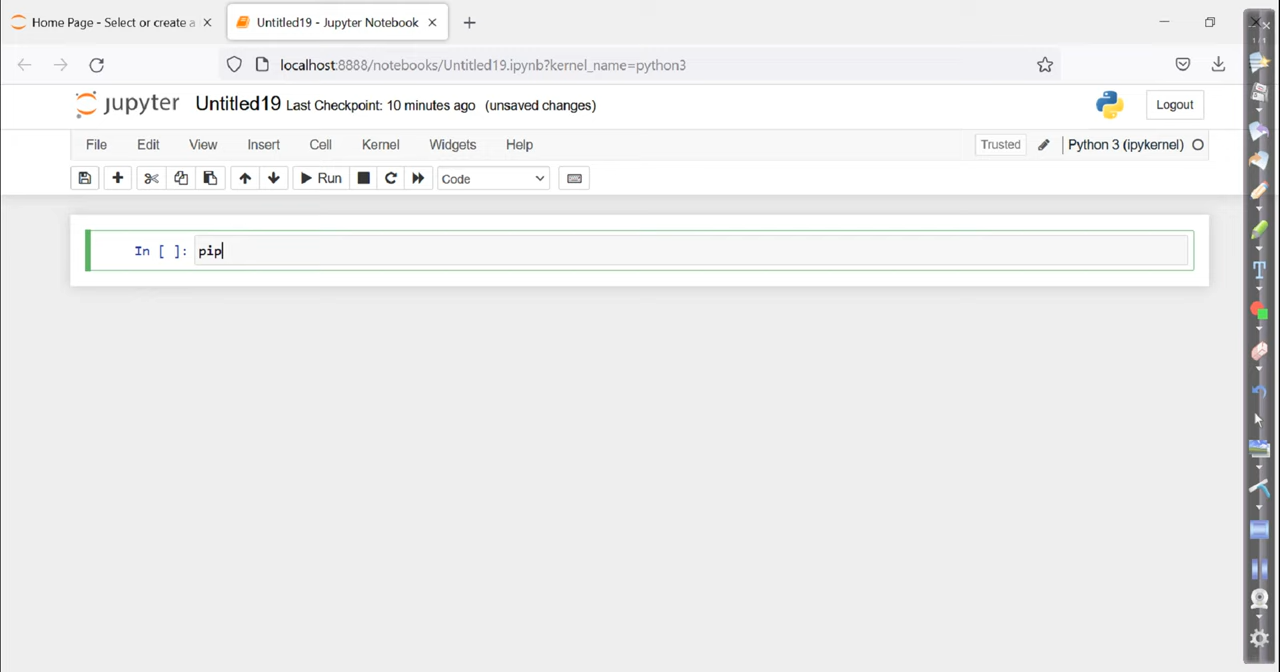 Home Page - Select or create a
Untitled19 - Jupyter Notebook
localhost:8888/notebooks/Untitled19.ipynb?kernel_name=python3
1/1
jupyter Untitled19 Last Checkpoint: 10 minutes ago (unsaved changes) Logout
File Edit View Insert Cell Kernel Widgets Help Trusted Python 3 (ipykernel)
Run Code
In [ ]: pip
T